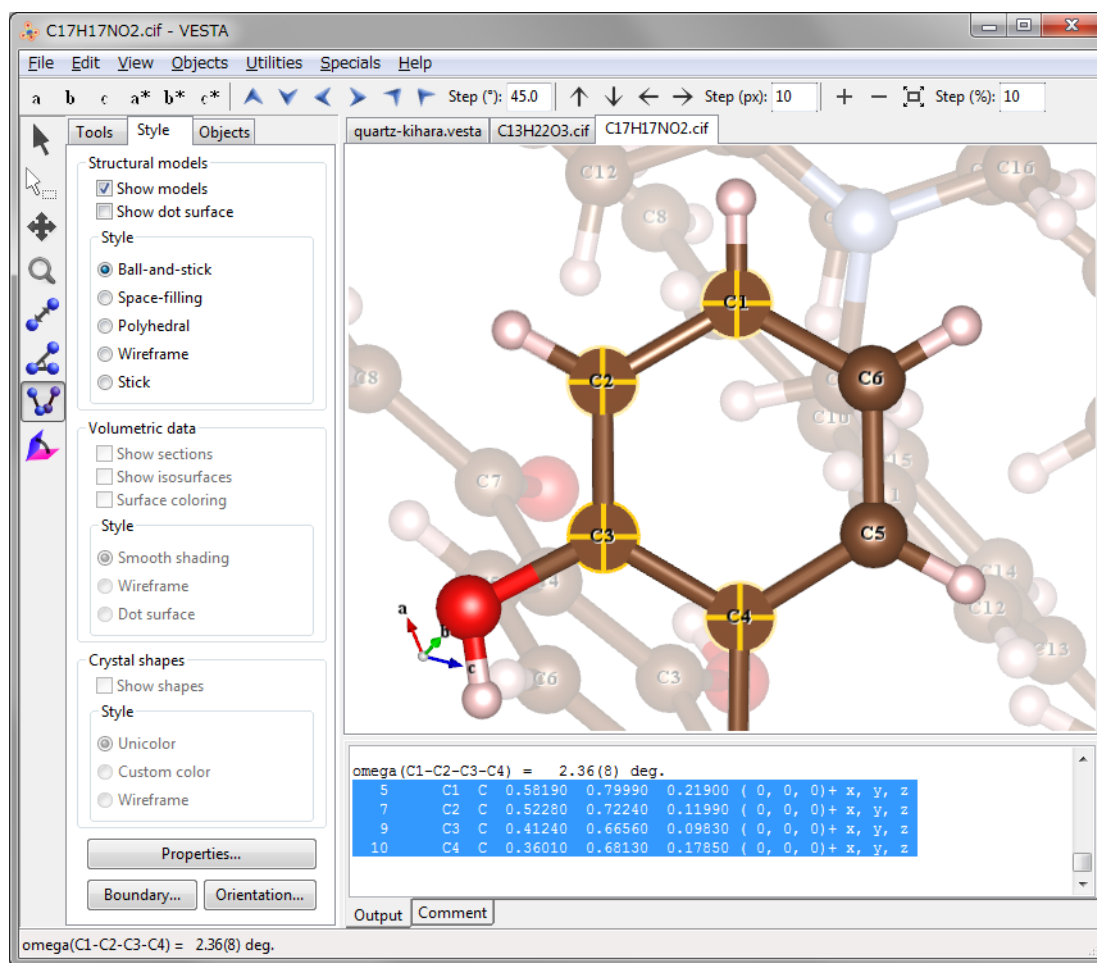 C17H17NO2.cif - VESTA
File Edit View Objects Utilities Specials Help
a b c a* b* c* Step (°): 45.0 Step (px): 10 Step (%): 10
Tools Style Objects
quartz-kihara.vesta C13H22O3.cif C17H17NO2.cif
Structural models
Show models
Show dot surface
Style
Ball-and-stick
Space-filling
Polyhedral
Wireframe
Stick
Volumetric data
Show sections
Show isosurfaces
Surface coloring
Style
Smooth shading
Wireframe
Dot surface
Crystal shapes
Show shapes
Style
Unicolor
Custom color
Wireframe
Properties...
Boundary... Orientation...
C12
C16
C8
C1
C2
C6
C8
C7
C3
C5
C4
C14
C12
C13
C6
C3
a
b
c
omega(C1-C2-C3-C4) = 2.36(8) deg.
5 C1 C 0.58190 0.79990 0.21900 ( 0, 0, 0)+ x, y, z
7 C2 C 0.52280 0.72240 0.11990 ( 0, 0, 0)+ x, y, z
9 C3 C 0.41240 0.66560 0.09830 ( 0, 0, 0)+ x, y, z
10 C4 C 0.36010 0.68130 0.17850 ( 0, 0, 0)+ x, y, z
Output Comment
omega(C1-C2-C3-C4) = 2.36(8) deg.